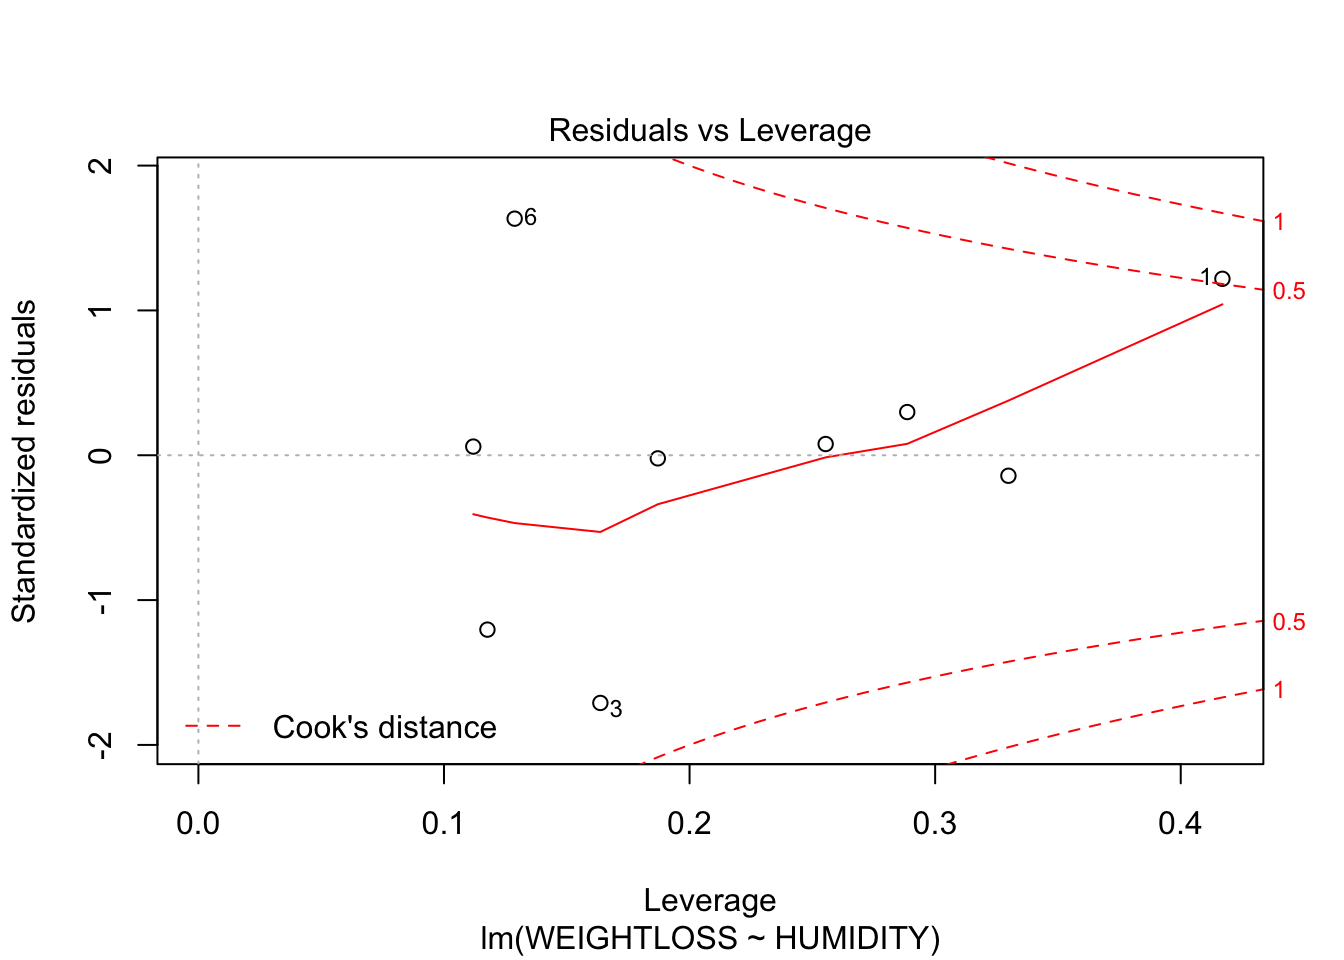 Residuals vs Leverage
Standardized residuals
2
1
0
-1
-2
6
1
3
1
0.5
0.5
1
Cook's distance
0.0 0.1 0.2 0.3 0.4
Leverage
lm(WEIGHTLOSS ~ HUMIDITY)